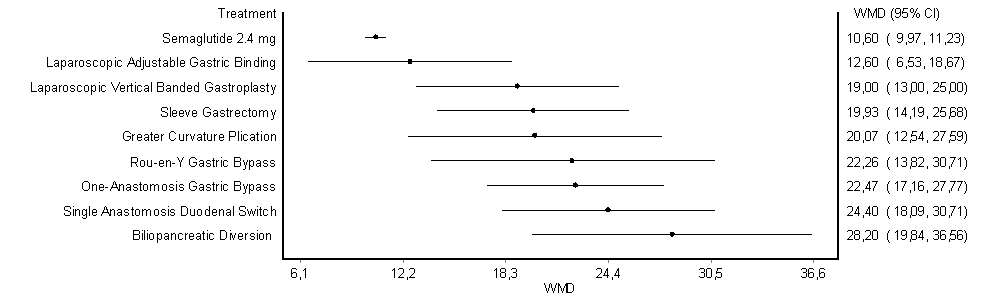 Treatment WMD (95% CI)
Semaglutide 2.4 mg 10,60 ( 9,97, 11,23)
Laparoscopic Adjustable Gastric Binding 12,60 ( 6,53, 18,67)
Laparoscopic Vertical Banded Gastroplasty 19,00 ( 13,00, 25,00)
Sleeve Gastrectomy 19,93 ( 14,19, 25,68)
Greater Curvature Plication 20,07 ( 12,54, 27,59)
Rou-en-Y Gastric Bypass 22,26 ( 13,82, 30,71)
One-Anastomosis Gastric Bypass 22,47 ( 17,16, 27,77)
Single Anastomosis Duodenal Switch 24,40 ( 18,09, 30,71)
Biliopancreatic Diversion 28,20 ( 19,84, 36,56)
6,1 12,2 18,3 24,4 30,5 36,6
WMD